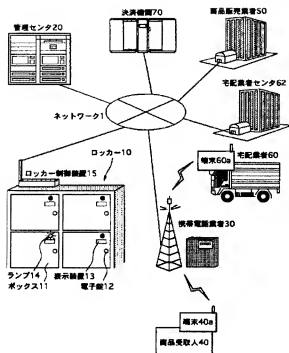 決済機関70
商品販売業者50
管理センタ20
宅配業者センタ62
ネットワーク1
ロッカー10
宅配業者60
端末60a
ロッカー制御装置15
携帯電話業者30
ランプ14
表示装置13
ボックス11
電子錠12
端末40a
商品受取人40